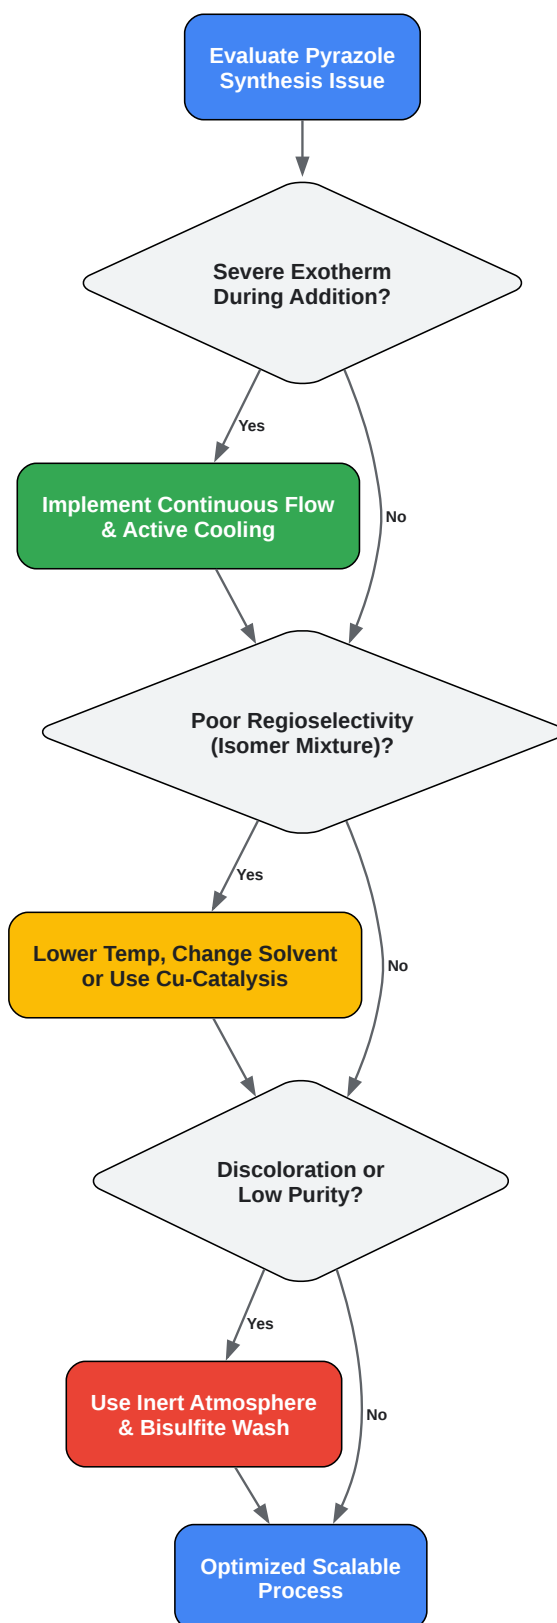 Evaluate Pyrazole
Synthesis Issue
Severe Exotherm
During Addition?
Yes
Implement Continuous Flow
& Active Cooling
No
Poor Regioselectivity
(Isomer Mixture)?
Yes
Lower Temp, Change Solvent
or Use Cu-Catalysis
No
Discoloration or
Low Purity?
Yes
Use Inert Atmosphere
& Bisulfite Wash
No
Optimized Scalable
Process